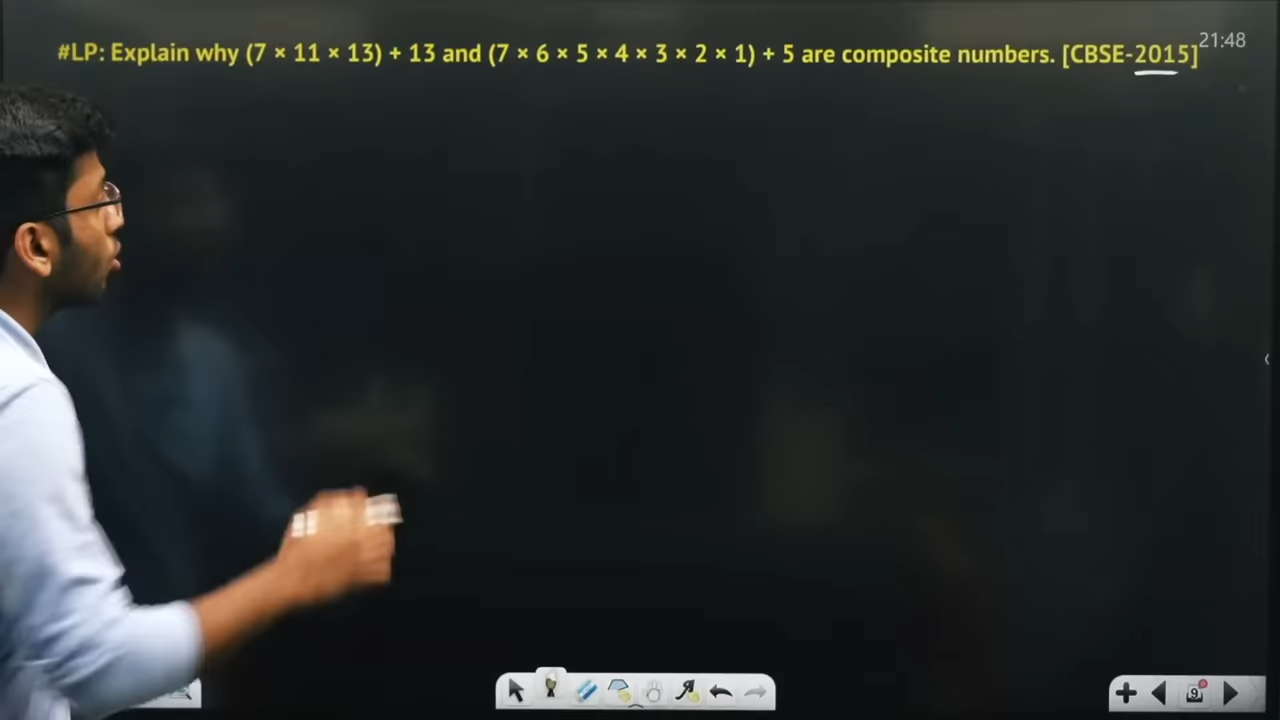 #LP: Explain why (7 × 11 × 13) + 13 and (7 × 6 × 5 × 4 × 3 × 2 × 1) + 5 are composite numbers. [CBSE-2015]
21:48
9